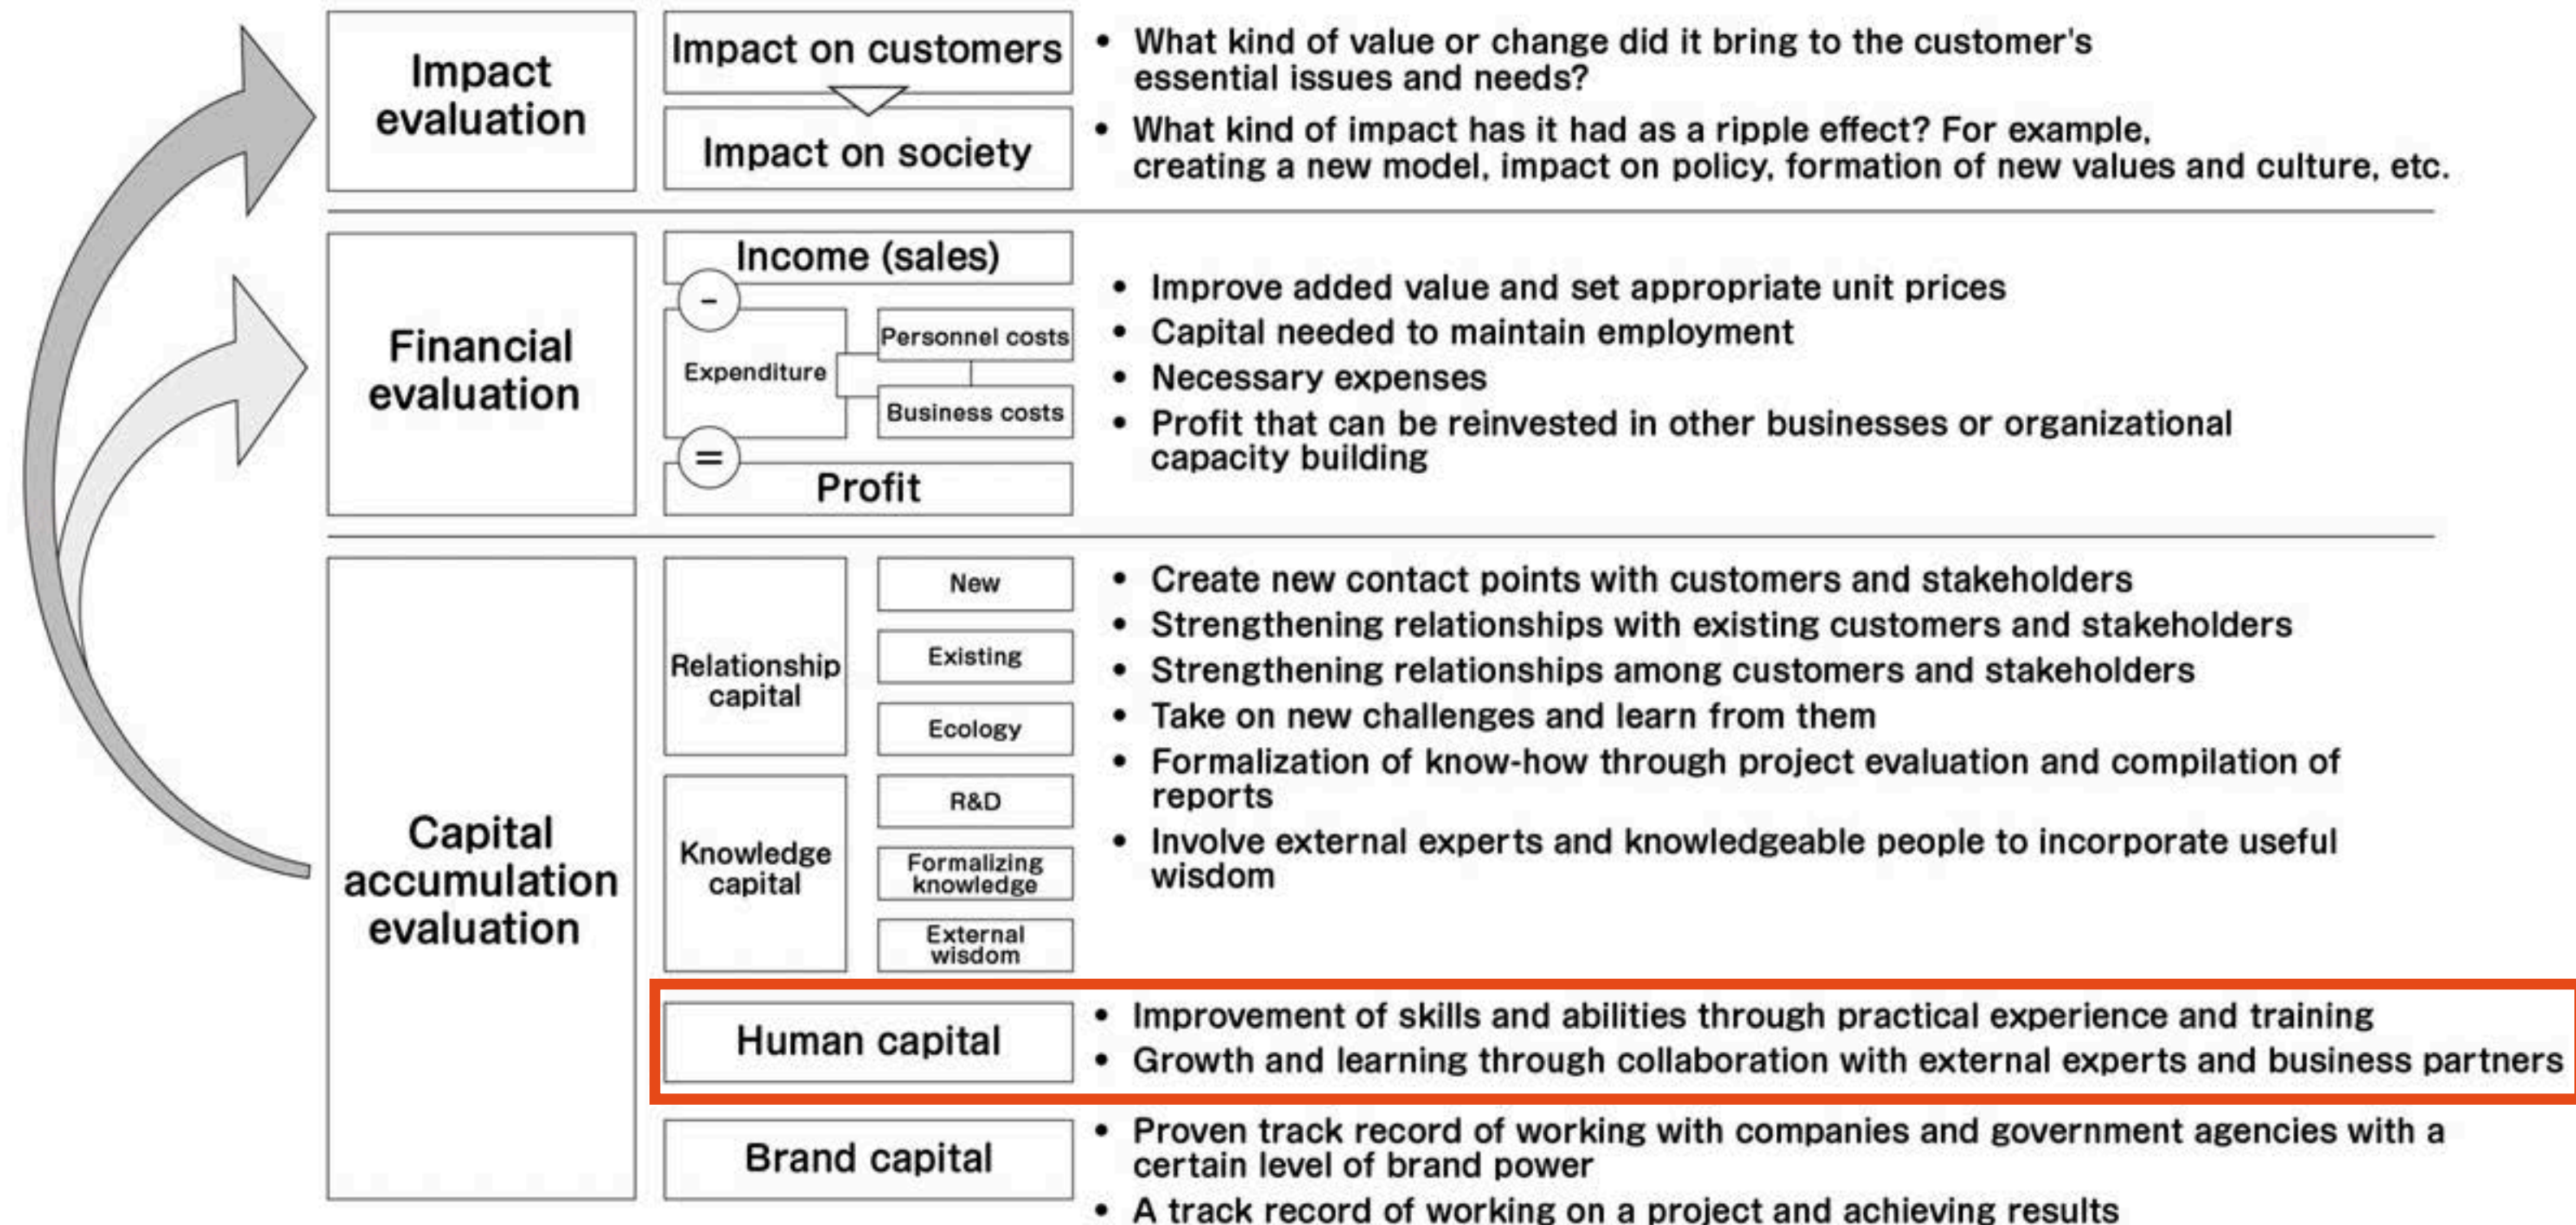 Impact
evaluation
Impact on customers
Impact on society
• What kind of value or change did it bring to the customer's
essential issues and needs?
• What kind of impact has it had as a ripple effect? For example,
creating a new model, impact on policy, formation of new values and culture, etc.
Financial
evaluation
Income (sales)
-
Expenditure
Personnel costs
Business costs
=
Profit
• Improve added value and set appropriate unit prices
• Capital needed to maintain employment
• Necessary expenses
• Profit that can be reinvested in other businesses or organizational
capacity building
Capital
accumulation
evaluation
Relationship
capital
New
Existing
Ecology
Knowledge
capital
R&D
Formalizing
knowledge
External
wisdom
• Create new contact points with customers and stakeholders
• Strengthening relationships with existing customers and stakeholders
• Strengthening relationships among customers and stakeholders
• Take on new challenges and learn from them
• Formalization of know-how through project evaluation and compilation of
reports
• Involve external experts and knowledgeable people to incorporate useful
wisdom
Human capital
• Improvement of skills and abilities through practical experience and training
• Growth and learning through collaboration with external experts and business partners
Brand capital
• Proven track record of working with companies and government agencies with a
certain level of brand power
• A track record of working on a project and achieving results